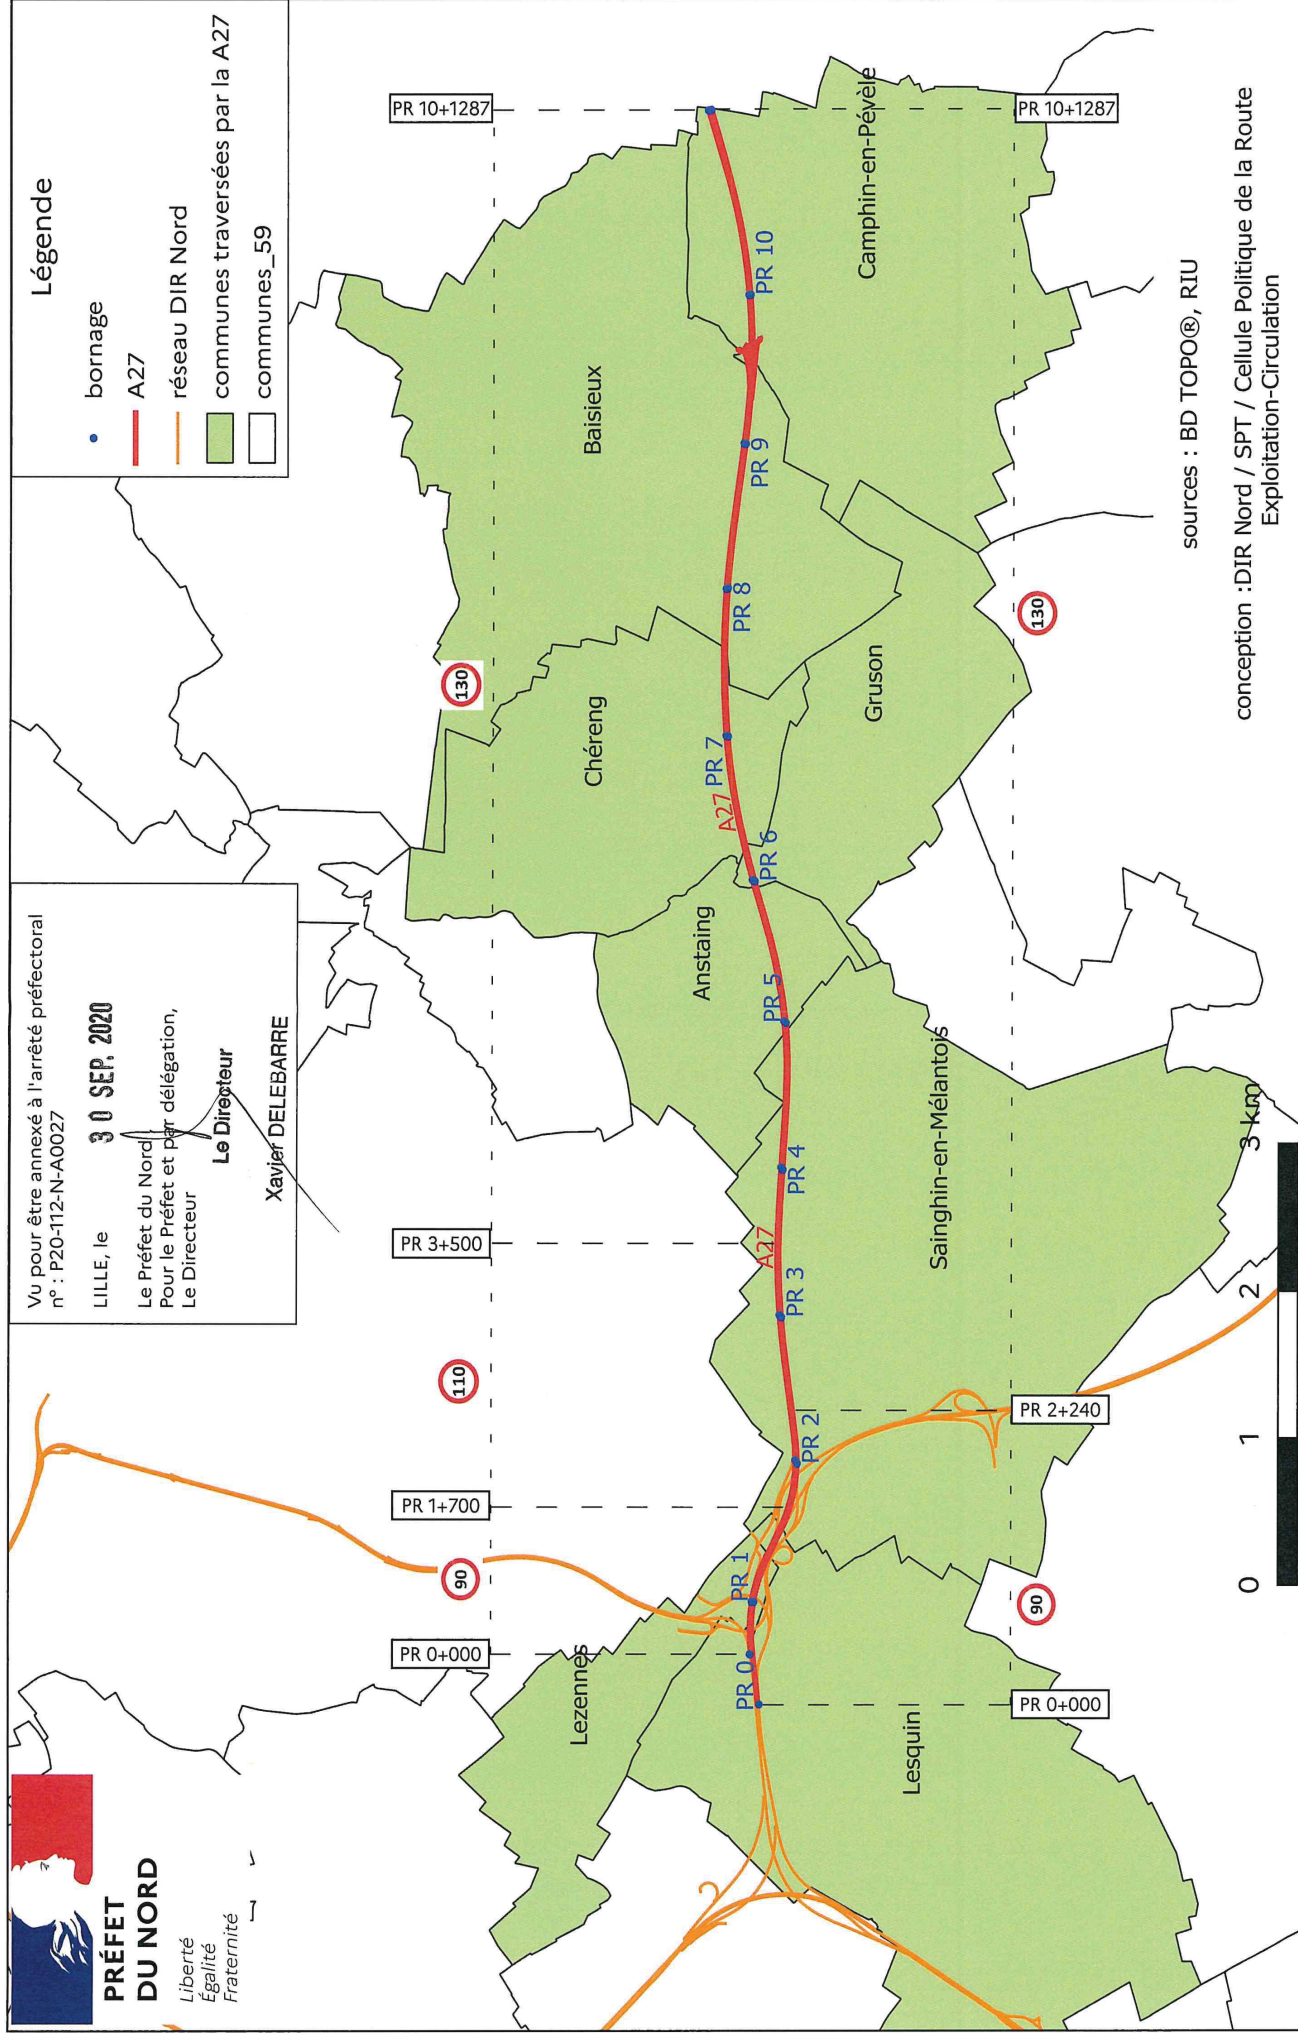 PRÉFET
DU NORD
Liberté
Égalité
Fraternité
Vu pour être annexé à l'arrêté préfectoral
n° : P20-112-N-A0027
LILLE, le 30 SEP. 2020
Le Préfet du Nord
Pour le Préfet et par délégation,
Le Directeur
Le Directeur
Xavier DELEBARRE
Légende
bornage
A27
réseau DIR Nord
communes traversées par la A27
communes_59
90
110
130
PR 0+000
PR 1+700
PR 3+500
PR 10+1287
Lezennes
Anstaing
Chéreng
Baisieux
PR 0
PR 1
PR 2
PR 3
A27
PR 4
PR 5
PR 6
A27
PR 7
PR 8
PR 9
PR 10
Lesquin
Sainghin-en-Mélantois
Gruson
Camphin-en-Pévèle
PR 0+000
PR 2+240
PR 10+1287
90
130
0 1 2 3 km
sources : BD TOPO®, RIU
conception :DIR Nord / SPT / Cellule Politique de la Route
Exploitation-Circulation